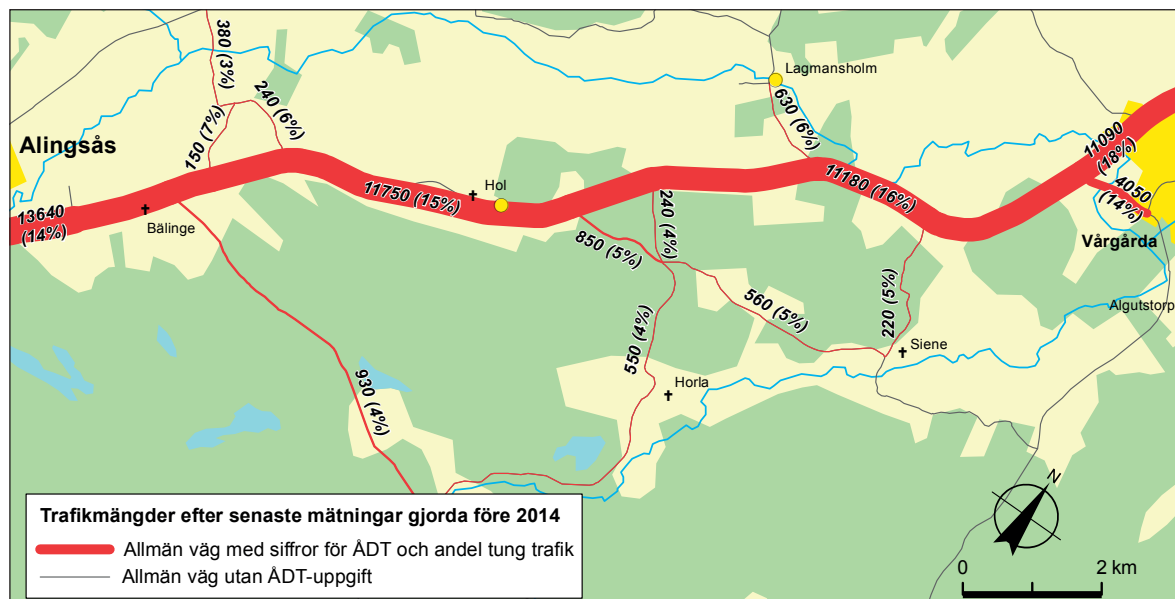 380 (3%)
Lagmansholm
240 (6%)
630 (6%)
150 (7%)
Alingsås
11090
(18%)
11750 (15%)
Hol
11180 (16%)
4050
(14%)
13640
(14%)
Bälinge
240 (4%)
850 (5%)
Vårgårda
560 (5%)
220 (5%)
Algutstorp
550 (4%)
Siene
930 (4%)
Horla
N
Trafikmängder efter senaste mätningar gjorda före 2014
Allmän väg med siffror för ÅDT och andel tung trafik
Allmän väg utan ÅDT-uppgift
0 2 km